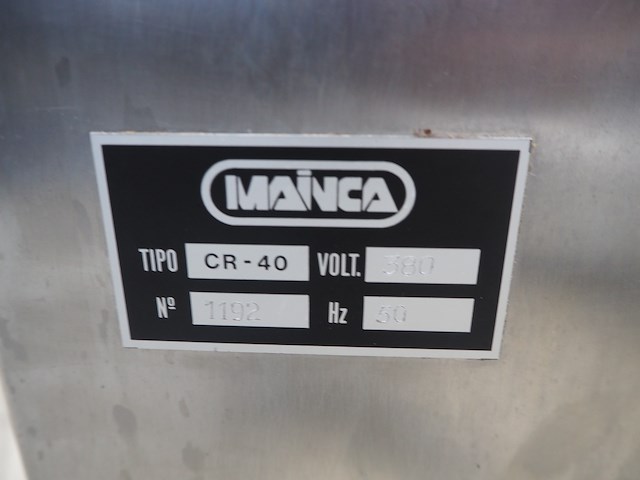 MAINCA
TIPO CR-40 VOLT. 380
Nº 1192 Hz 50